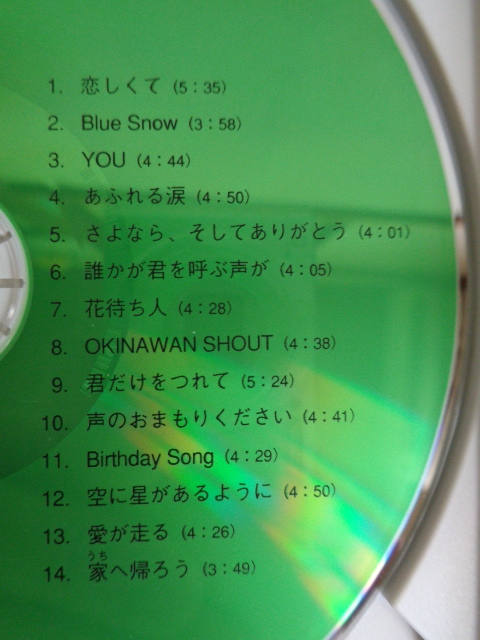 1. 恋しくて (5:35)
2. Blue Snow (3:58)
3. YOU (4:44)
4. あふれる涙 (4:50)
5. さよなら、そしてありがとう (4:01)
6. 誰かが君を呼ぶ声が (4:05)
7. 花待ち人 (4:28)
8. OKINAWAN SHOUT (4:38)
9. 君だけをつれて (5:24)
10. 声のおまもりください (4:41)
11. Birthday Song (4:29)
12. 空に星があるように (4:50)
13. 愛が走る (4:26)
うち
14. 家へ帰ろう (3:49)